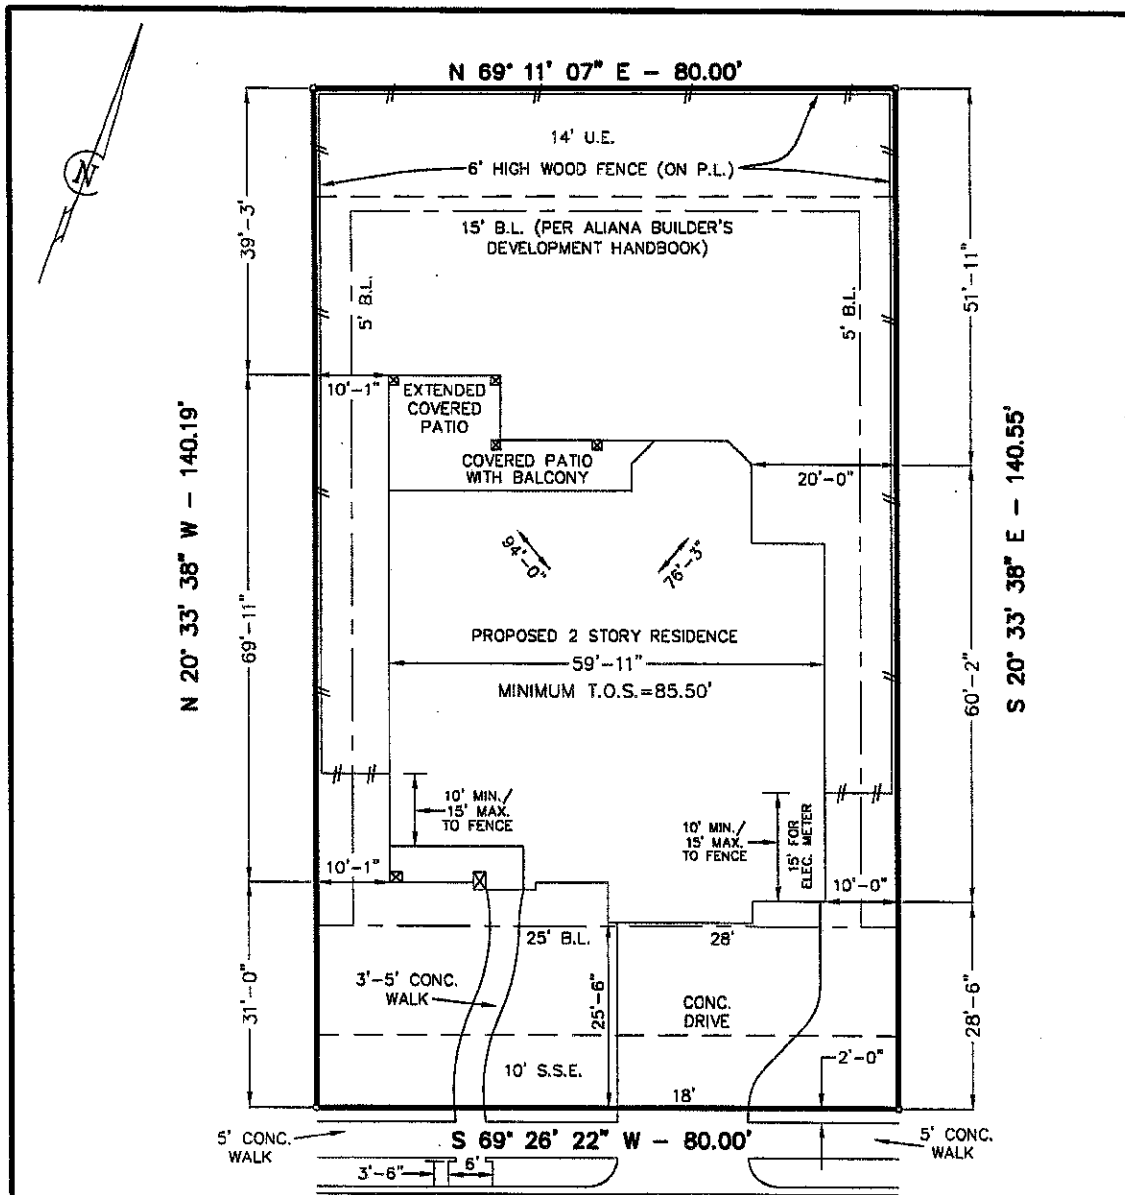 N 69° 11' 07" E - 80.00'
N
14' U.E.
6' HIGH WOOD FENCE (ON P.L.)
15' B.L. (PER ALIANA BUILDER'S
DEVELOPMENT HANDBOOK)
39'-3"
51'-11"
5' B.L.
5' B.L.
10'-1"
EXTENDED
COVERED
PATIO
COVERED PATIO
WITH BALCONY
20'-0"
N 20° 33' 38" W - 140.19'
S 20° 33' 38" E - 140.55'
94'-0"
76'-3"
69'-11"
60'-2"
PROPOSED 2 STORY RESIDENCE
59'-11"
MINIMUM T.O.S.=85.50'
10' MIN./
15' MAX.
TO FENCE
10' MIN./
15' MAX.
TO FENCE
15' FOR
ELEC. METER
10'-1"
10'-0"
25' B.L.
28'
3'-5' CONC.
WALK
31'-0"
25'-6"
CONC.
DRIVE
28'-6"
10' S.S.E.
2'-0"
18'
5' CONC.
WALK
S 69° 26' 22" W - 80.00'
5' CONC.
WALK
3'-6"
6'